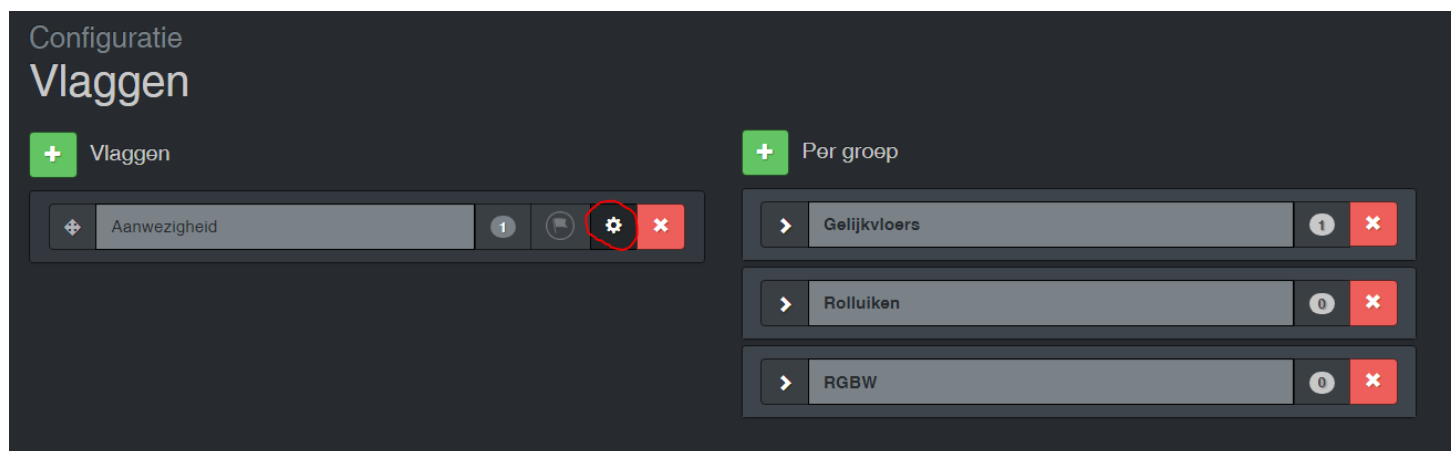 Configuratie
Vlaggen
Vlaggen
Aanwezigheid 1
Per groep
Gelijkvloers 1
Rolluiken 0
RGBW 0